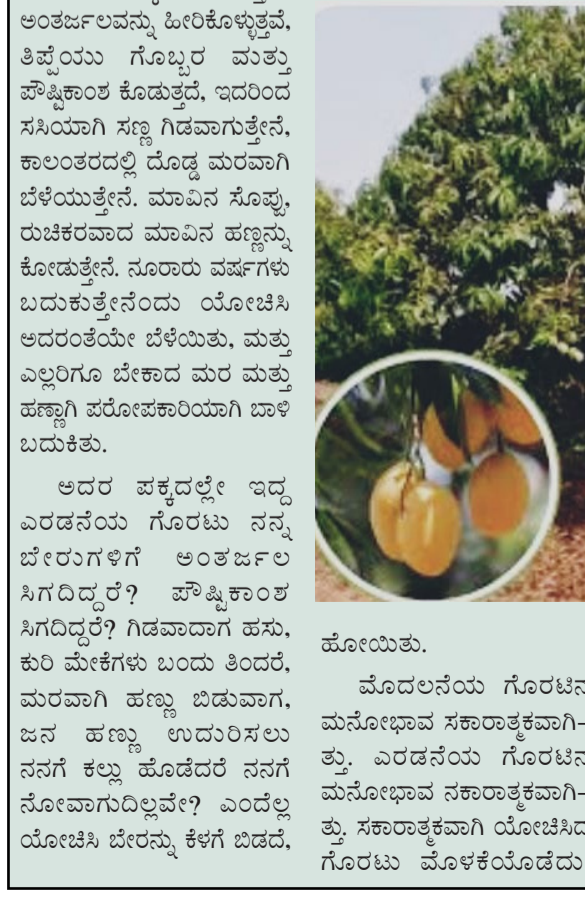 ಅಂತರ್ಜಲವನ್ನು ಹೀರಿಕೊಳ್ಳುತ್ತವೆ,
ತಿಪ್ಪೆಯು ಗೊಬ್ಬರ ಮತ್ತು
ಪೌಷ್ಟಿಕಾಂಶ ಕೊಡುತ್ತದೆ, ಇದರಿಂದ
ಸಸಿಯಾಗಿ ಸಣ್ಣ ಗಿಡವಾಗುತ್ತೇನೆ,
ಕಾಲಂತರದಲ್ಲಿ ದೊಡ್ಡ ಮರವಾಗಿ
ಬೆಳೆಯುತ್ತೇನೆ. ಮಾವಿನ ಸೊಪ್ಪು,
ರುಚಿಕರವಾದ ಮಾವಿನ ಹಣ್ಣನ್ನು
ಕೋಡುತ್ತೇನೆ. ನೂರಾರು ವರ್ಷಗಳು
ಬದುಕುತ್ತೇನೆಂದು ಯೋಚಿಸಿ
ಅದರಂತೆಯೇ ಬೆಳೆಯಿತು, ಮತ್ತು
ಎಲ್ಲರಿಗೂ ಬೇಕಾದ ಮರ ಮತ್ತು
ಹಣ್ಣಾಗಿ ಪರೋಪಕಾರಿಯಾಗಿ ಬಾಳಿ
ಬದುಕಿತು.
ಅದರ ಪಕ್ಕದಲ್ಲೇ ಇದ್ದ
ಎರಡನೆಯ ಗೊರಟು ನನ್ನ
ಬೇರುಗಳಿಗೆ ಅಂತರ್ಜಲ
ಸಿಗದಿದ್ದರೆ? ಪೌಷ್ಟಿಕಾಂಶ
ಸಿಗದಿದ್ದರೆ? ಗಿಡವಾದಾಗ ಹಸು,
ಕುರಿ ಮೇಕೆಗಳು ಬಂದು ತಿಂದರೆ,
ಮರವಾಗಿ ಹಣ್ಣು ಬಿಡುವಾಗ,
ಜನ ಹಣ್ಣು ಉದುರಿಸಲು
ನನಗೆ ಕಲ್ಲು ಹೊಡೆದರೆ ನನಗೆ
ನೋವಾಗುದಿಲ್ಲವೇ? ಎಂದೆಲ್ಲ
ಯೋಚಿಸಿ ಬೇರನ್ನು ಕೆಳಗೆ ಬಿಡದೆ,
ಹೋಯಿತು.
ಮೊದಲನೆಯ ಗೊರಟಿನ
ಮನೋಭಾವ ಸಕಾರಾತ್ಮಕವಾಗಿ-
ತ್ತು. ಎರಡನೆಯ ಗೊರಟಿನ
ಮನೋಭಾವ ನಕಾರಾತ್ಮಕವಾಗಿ-
ತ್ತು. ಸಕಾರಾತ್ಮಕವಾಗಿ ಯೋಚಿಸಿದ
ಗೊರಟು ಮೊಳಕೆಯೊಡೆದು